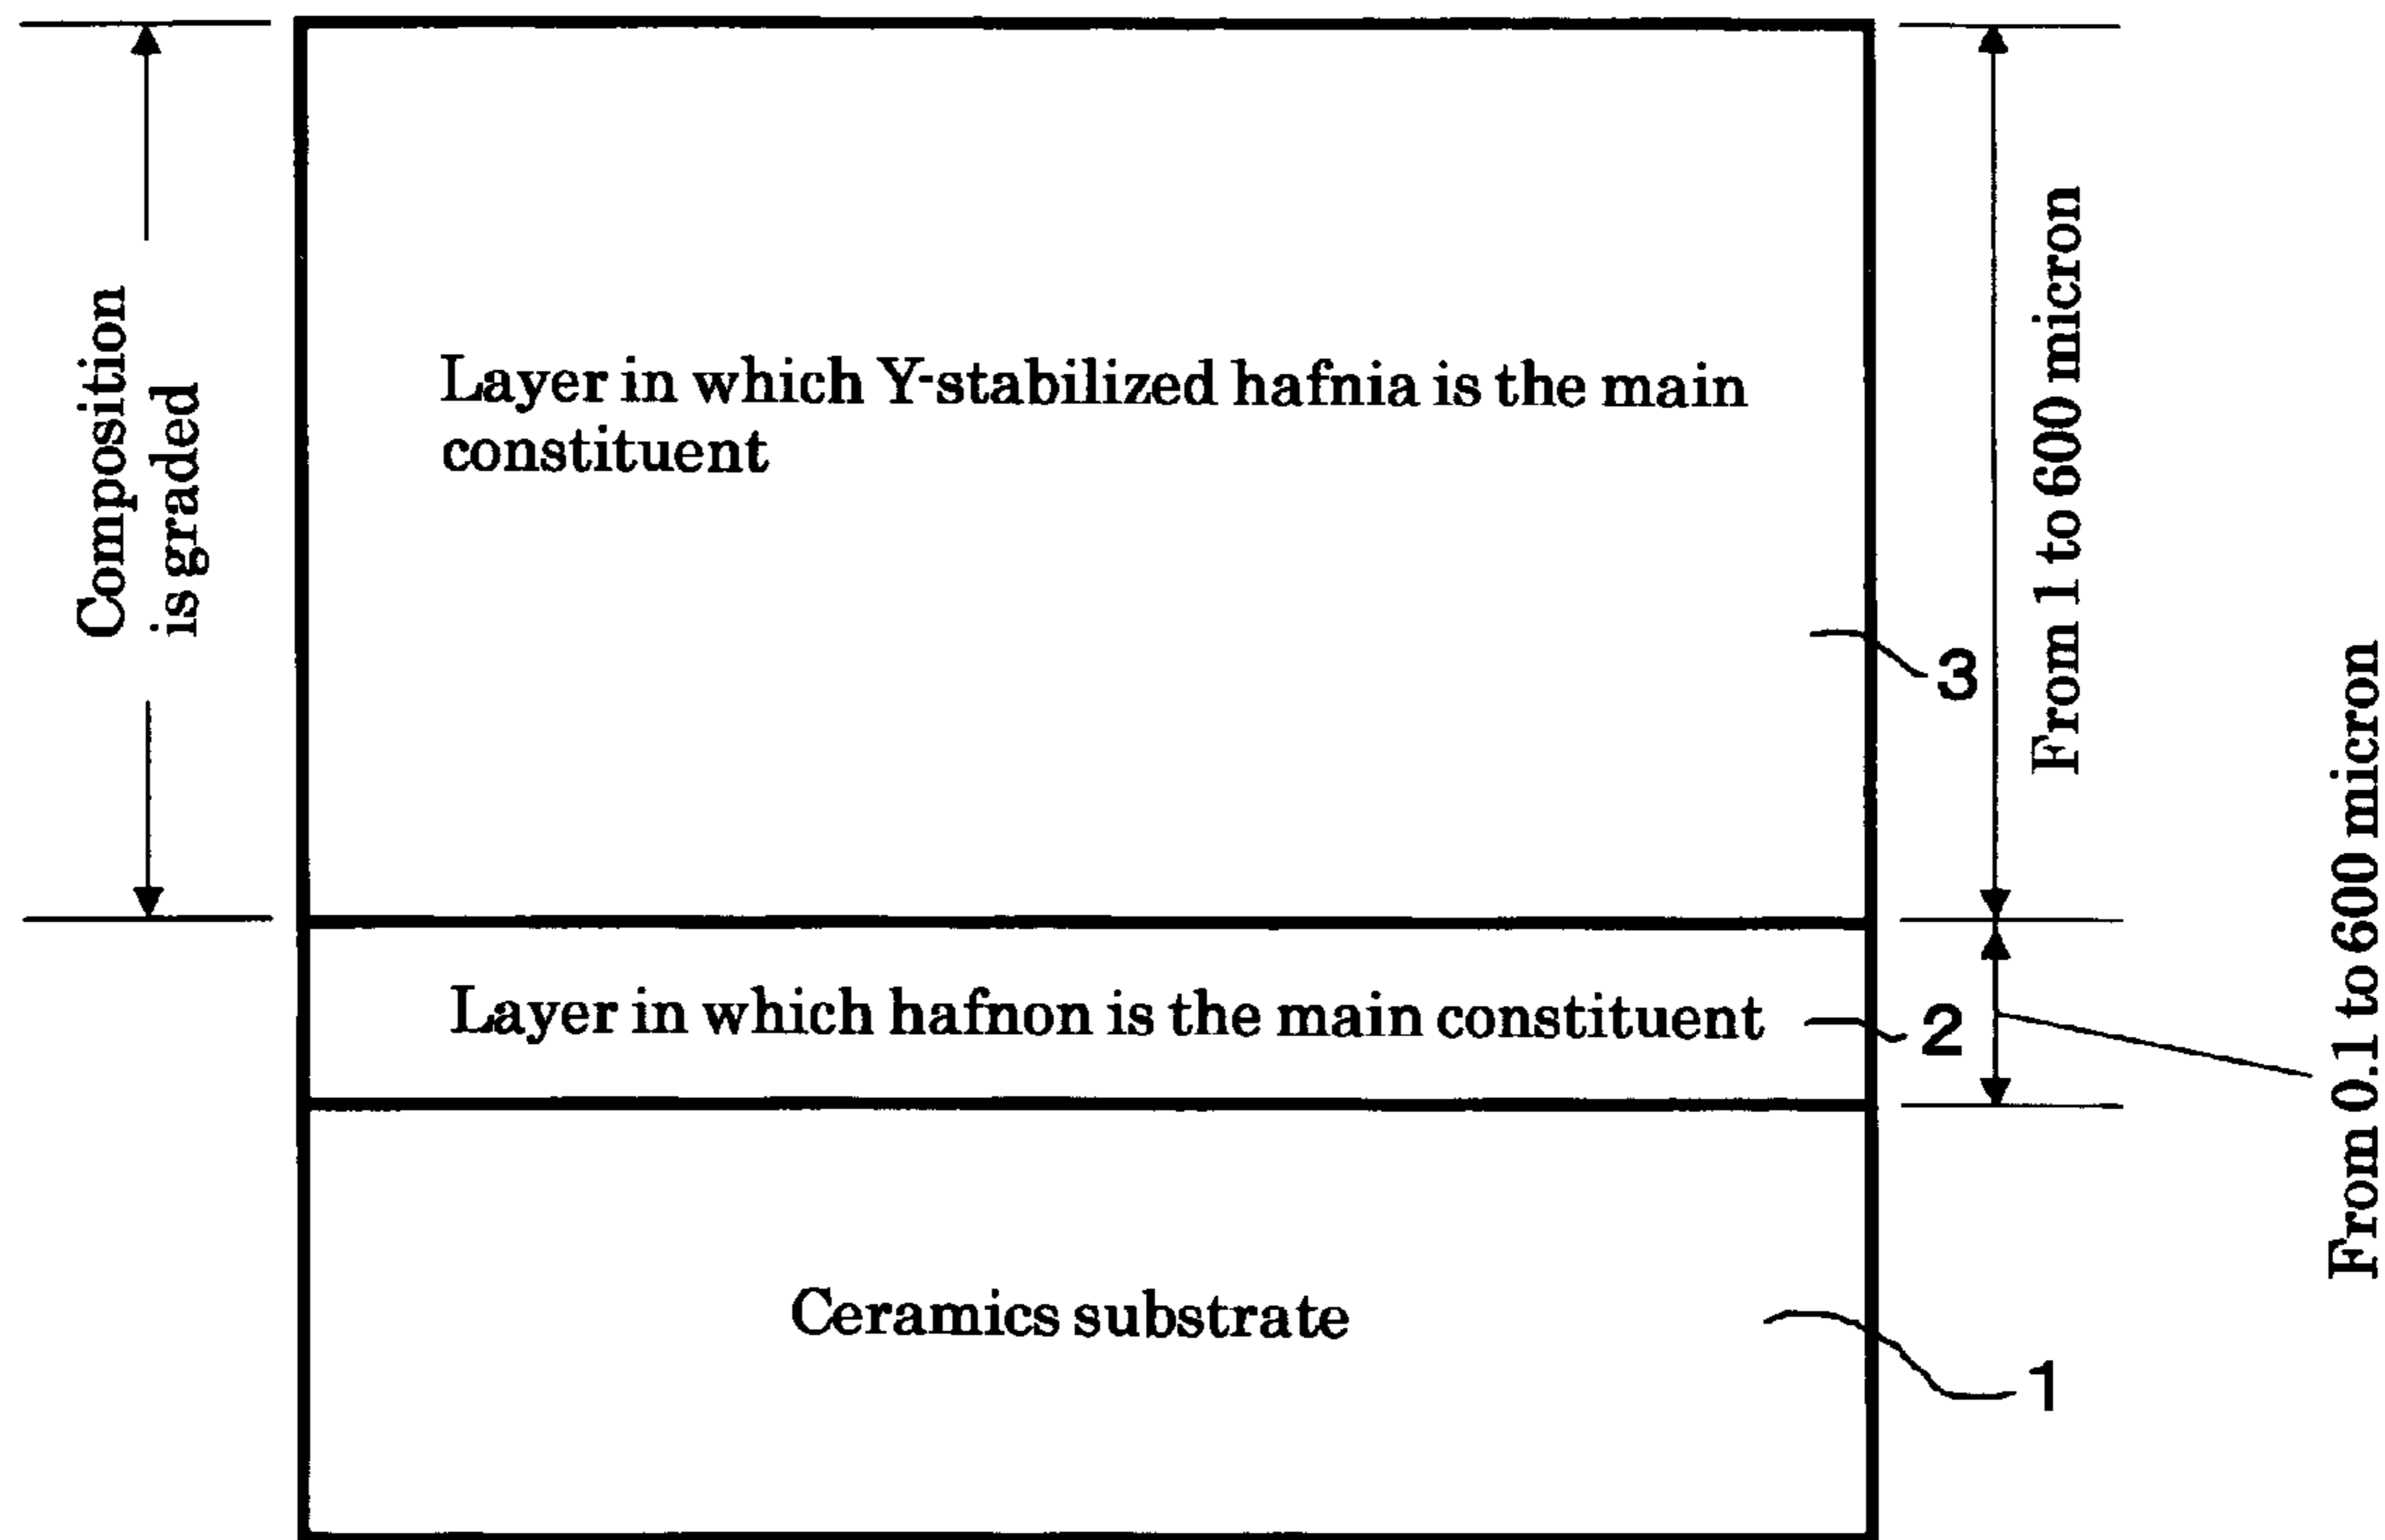 Composition
is graded
Layer in which Y-stabilized hafnia is the main
constituent
3
From 1 to 600 micron
Layer in which hafnon is the main constituent
2
From 0.1 to 600 micron
Ceramics substrate
1